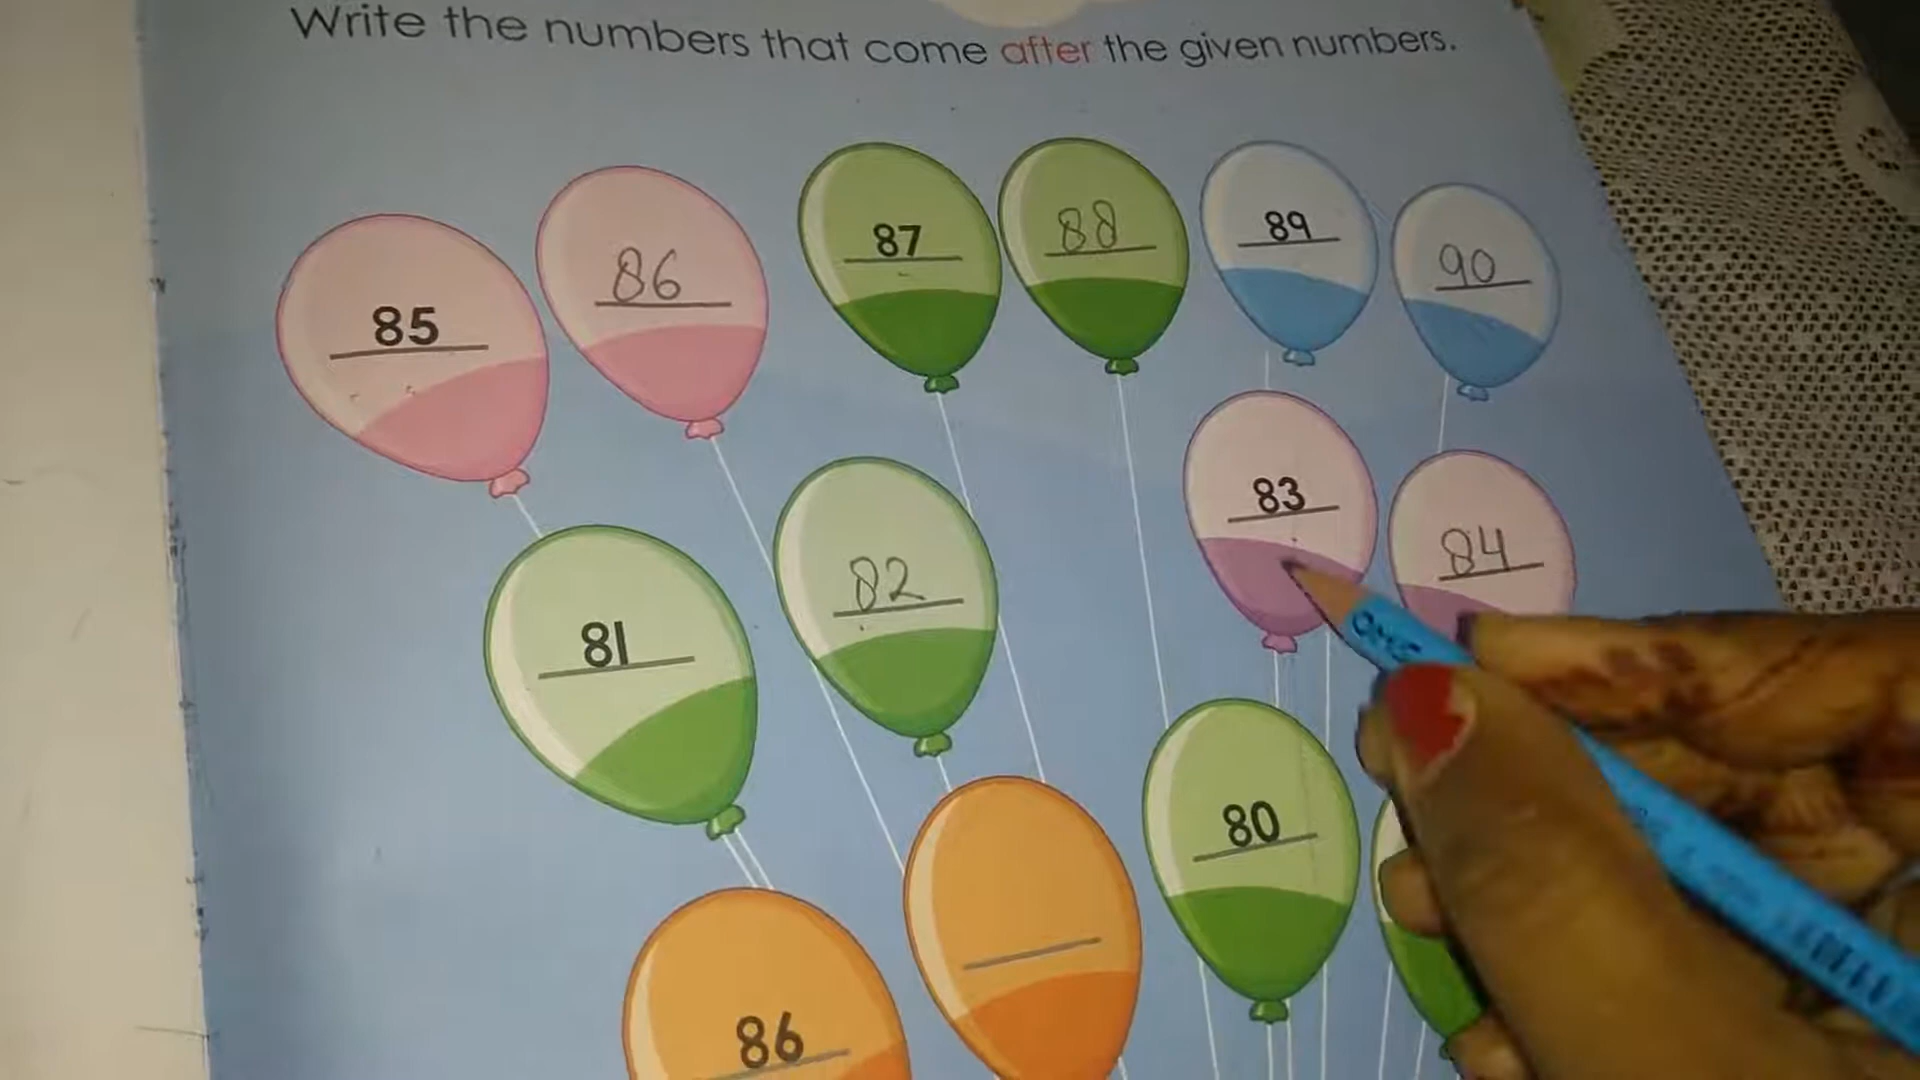 Write the numbers that come after the given numbers.
85 86 87 88 89 90
81 82 83 84
86 80